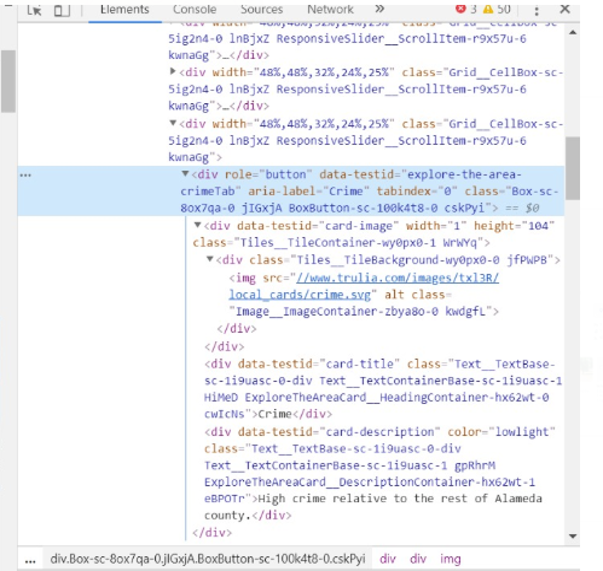 Elements Console Sources Network » 3 50
<div width="48%,48%,32%,24%,25%" class="Grid__CellBox-sc-
5ig2n4-0 lnBjxZ ResponsiveSlider__ScrollItem-r9x57u-6
kwnaGg">…</div>
<div width="48%,48%,32%,24%,25%" class="Grid__CellBox-sc-
5ig2n4-0 lnBjxZ ResponsiveSlider__ScrollItem-r9x57u-6
kwnaGg">…</div>
<div width="48%,48%,32%,24%,25%" class="Grid__CellBox-sc-
5ig2n4-0 lnBjxZ ResponsiveSlider__ScrollItem-r9x57u-6
kwnaGg">
<div role="button" data-testid="explore-the-area-
crimeTab" aria-label="Crime" tabindex="0" class="Box-sc-
8ox7qa-0 jIGxjA BoxButton-sc-100k4t8-0 cskPyi"> == $0
<div data-testid="card-image" width="1" height="104"
class="Tiles__TileContainer-wy0px0-1 WrWYq">
<div class="Tiles__TileBackground-wy0px0-0 jfPWPB">
<img src="//www.trulia.com/images/txl3R/
local_cards/crime.svg" alt class=
"Image__ImageContainer-zbya8o-0 kwdgfL">
</div>
</div>
<div data-testid="card-title" class="Text__TextBase-
sc-1i9uasc-0-div Text__TextContainerBase-sc-1i9uasc-1
HiMeD ExploreTheAreaCard__HeadingContainer-hx62wt-0
cwIcNs">Crime</div>
<div data-testid="card-description" color="lowlight"
class="Text__TextBase-sc-1i9uasc-0-div
Text__TextContainerBase-sc-1i9uasc-1 gpRhrM
ExploreTheAreaCard__DescriptionContainer-hx62wt-1
eBPOTr">High crime relative to the rest of Alameda
county.</div>
</div>
... div.Box-sc-8ox7qa-0.jIGxjA.BoxButton-sc-100k4t8-0.cskPyi div div img